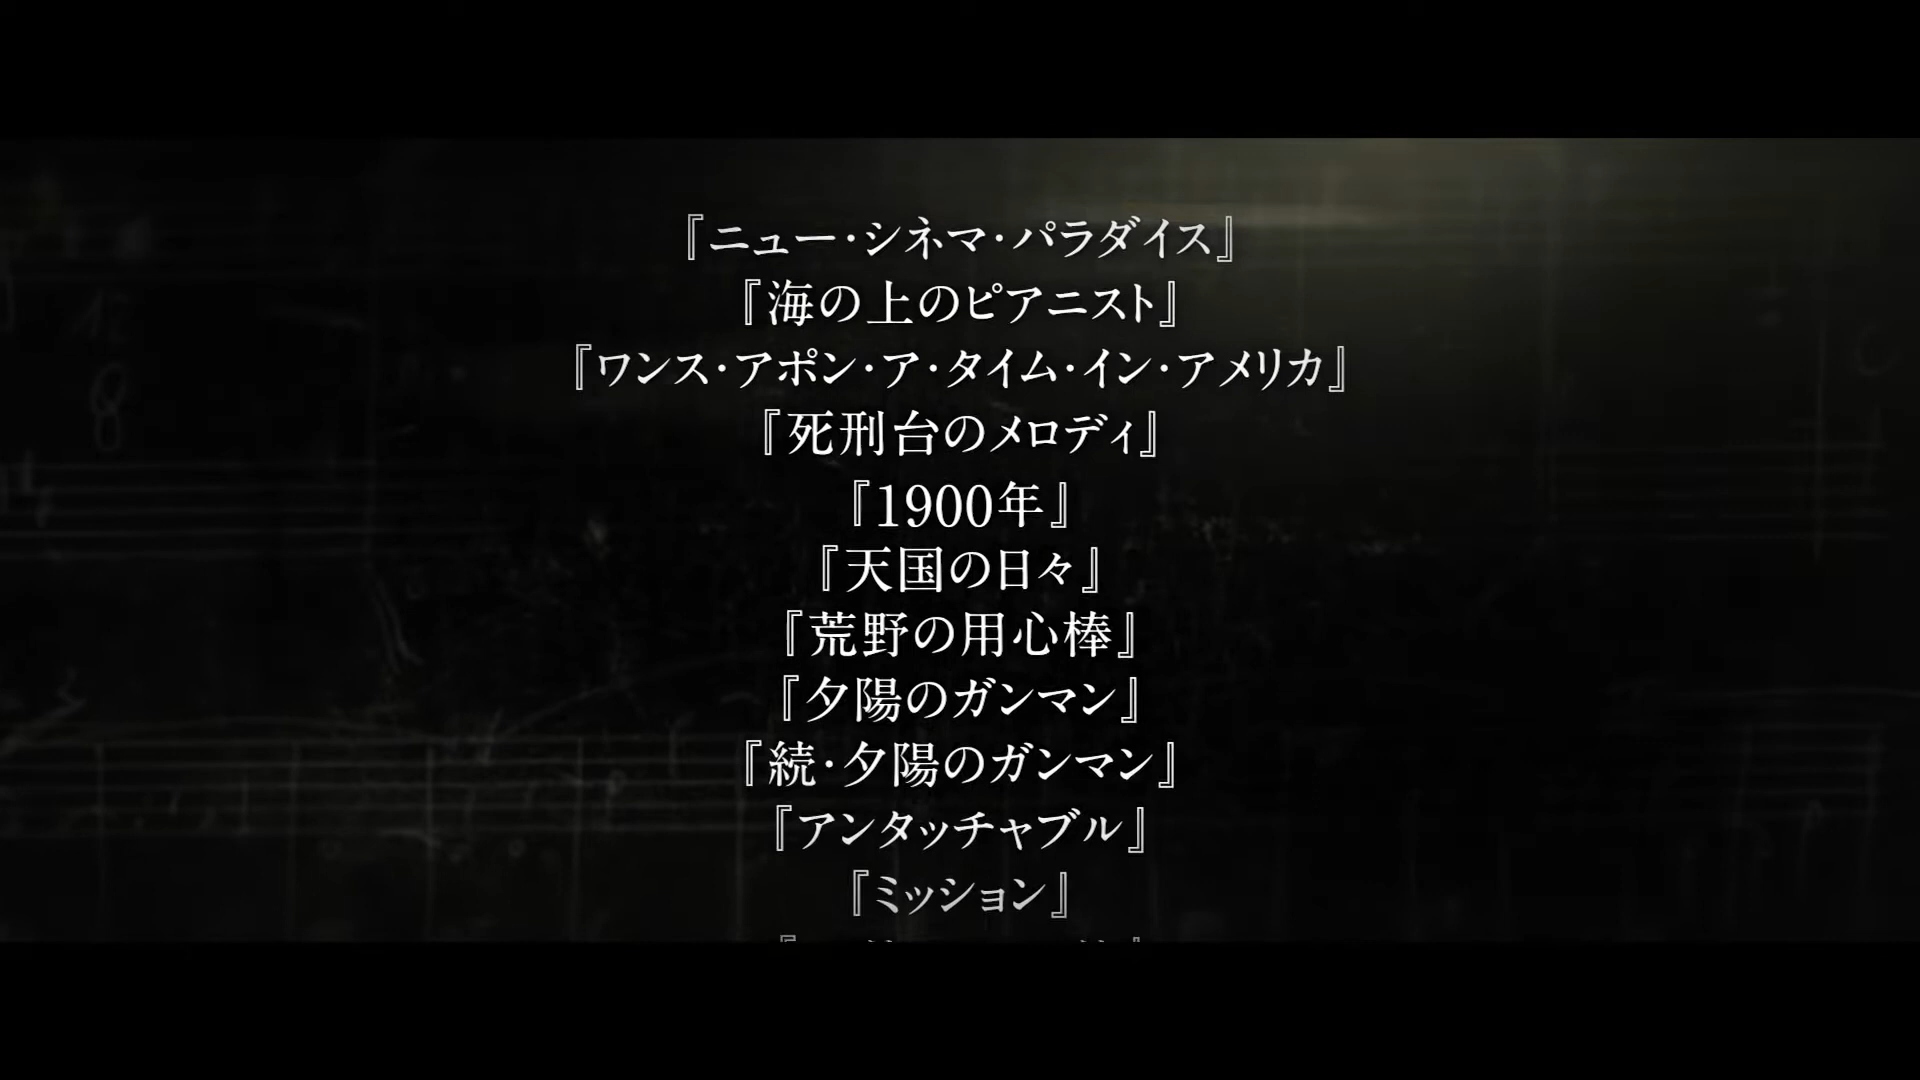 『ニュー・シネマ・パラダイス』
『海の上のピアニスト』
『ワンス・アポン・ア・タイム・イン・アメリカ』
『死刑台のメロディ』
『1900年』
『天国の日々』
『荒野の用心棒』
『夕陽のガンマン』
『続・夕陽のガンマン』
『アンタッチャブル』
『ミッション』